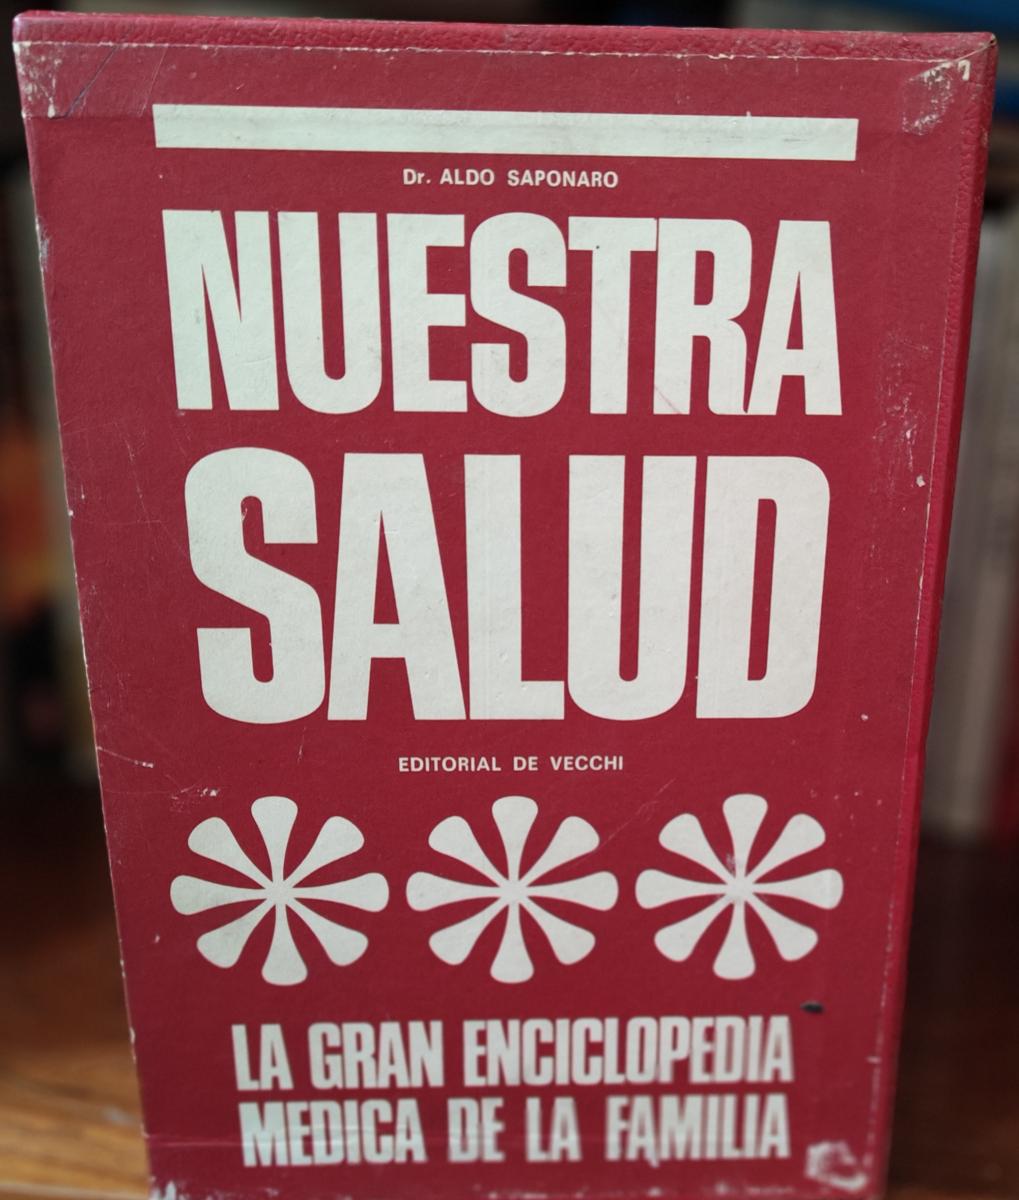 Dr. ALDO SAPONARO
NUESTRA
SALUD
EDITORIAL DE VECCHI
LA GRAN ENCICLOPEDIA
MEDICA DE LA FAMILIA